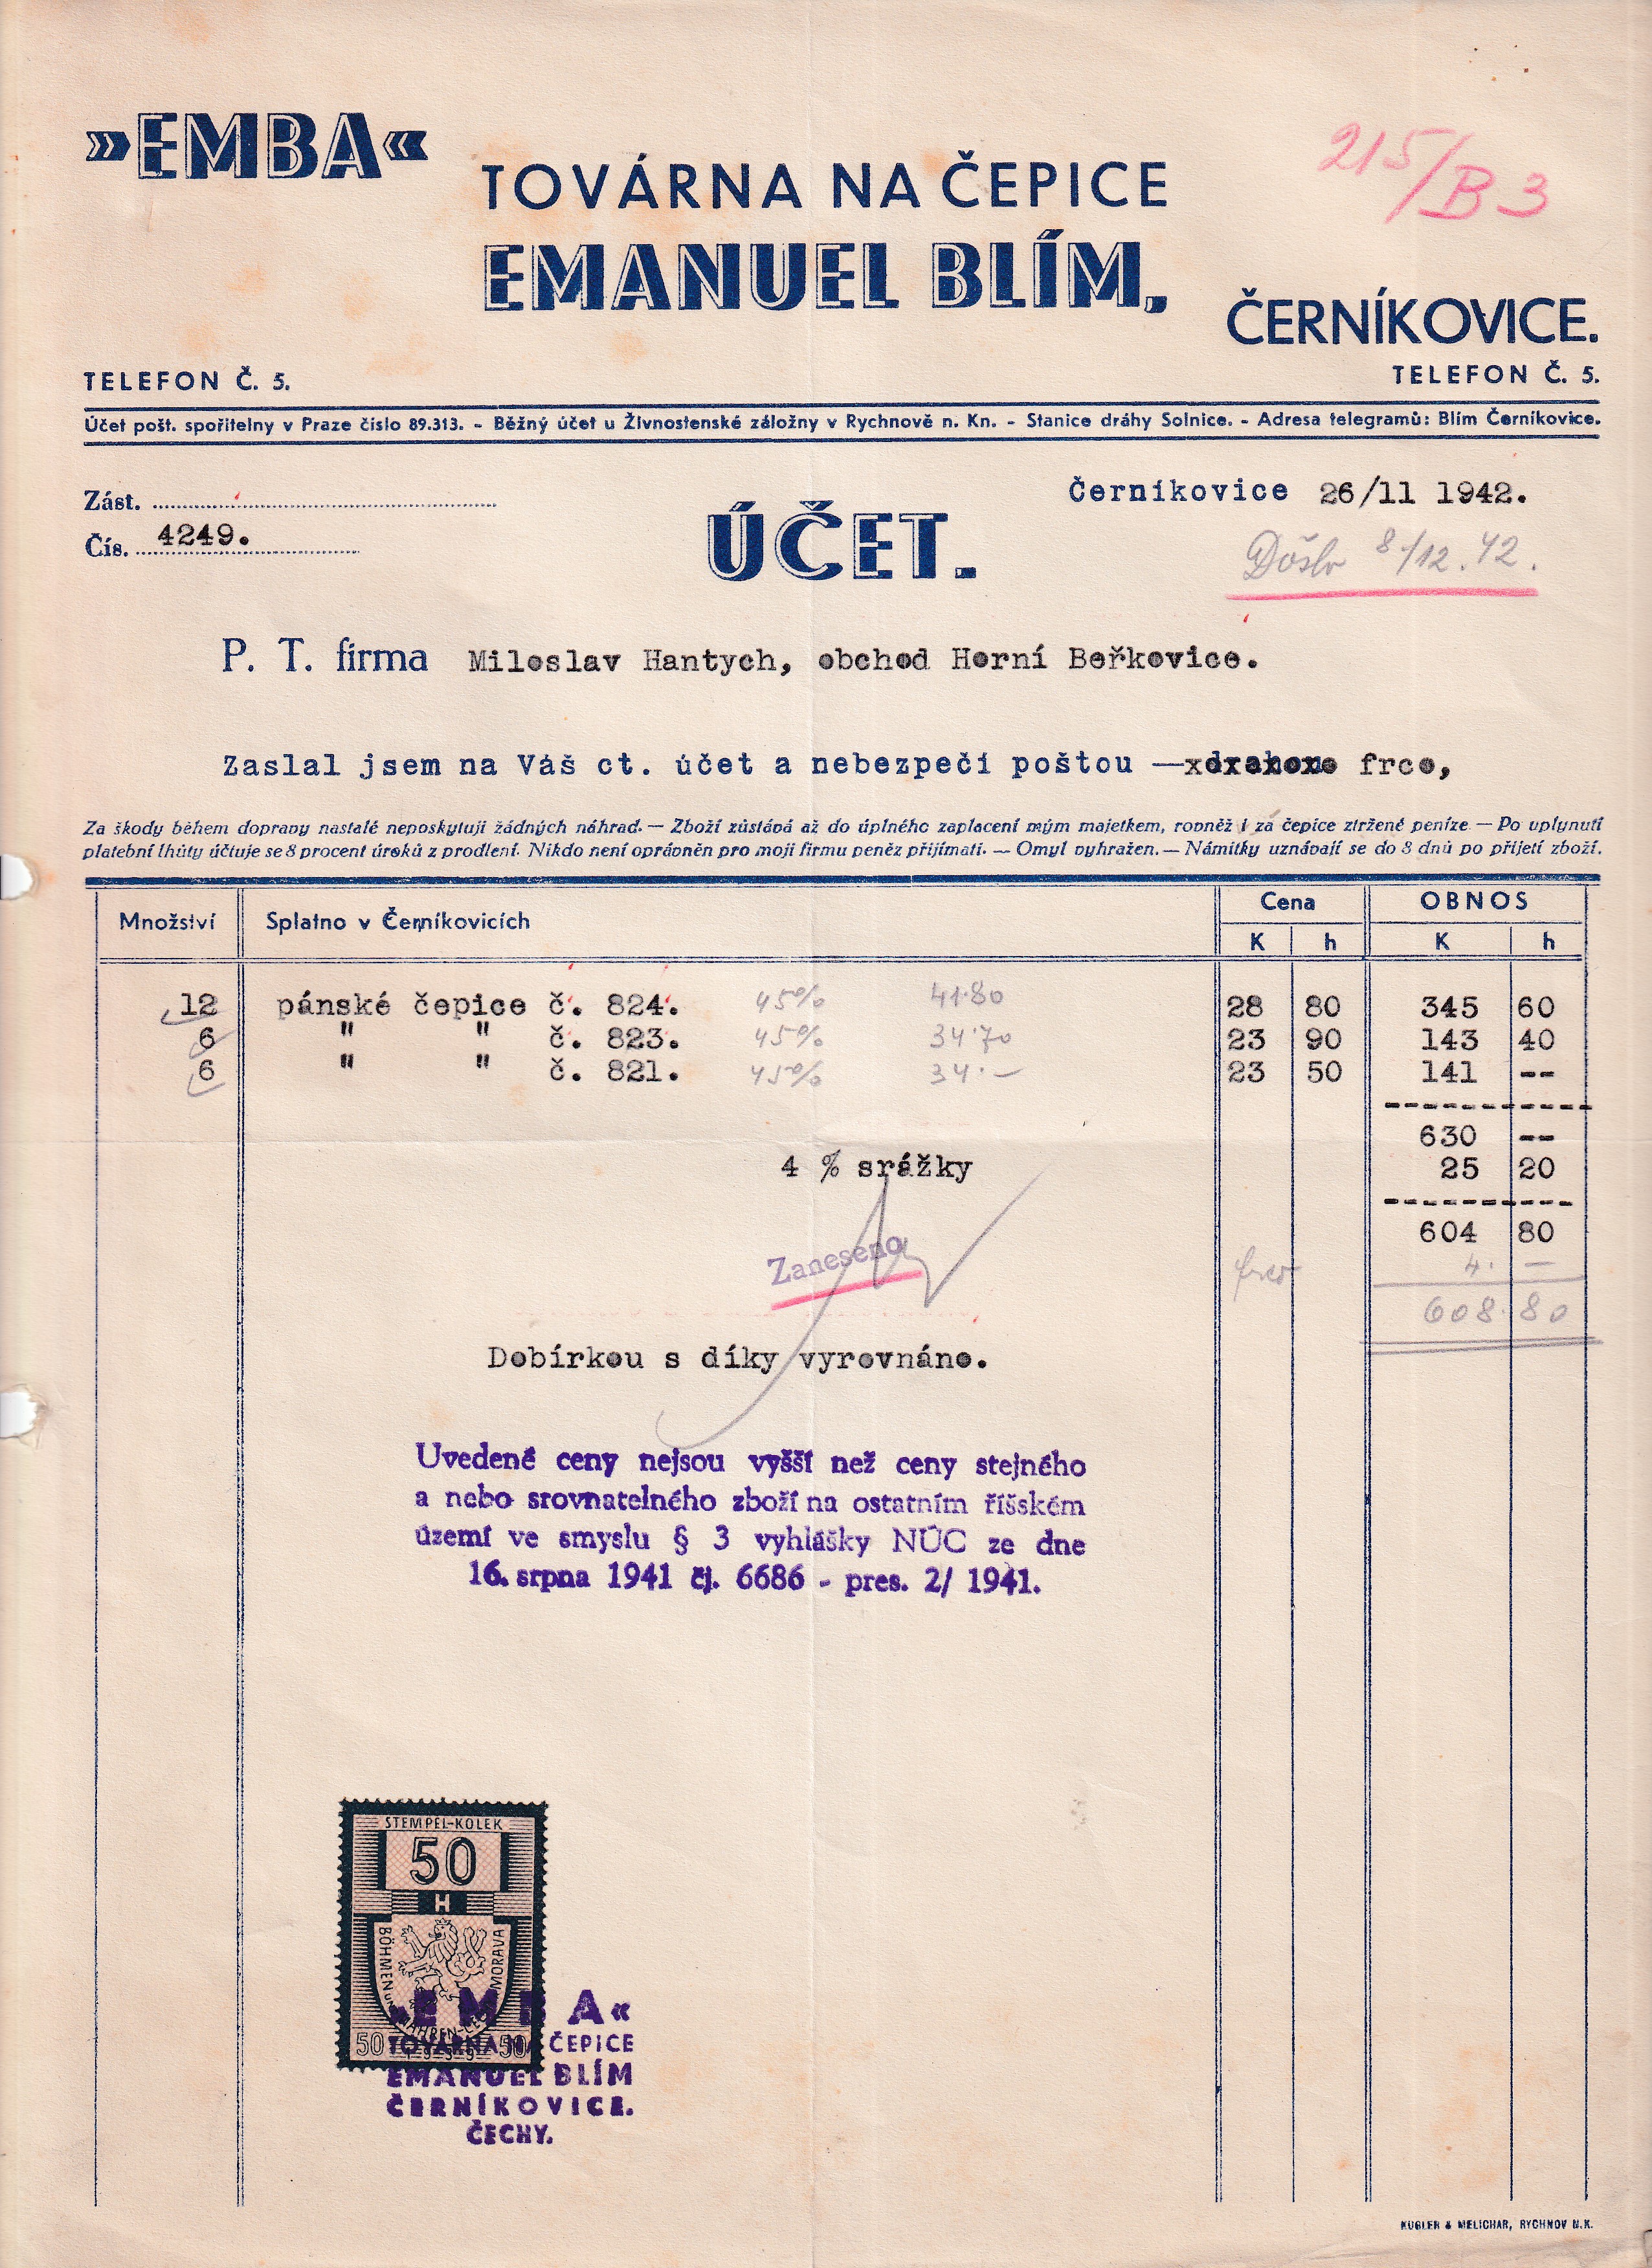 »EMBA«
TOVÁRNA NA ČEPICE
215/B3
EMANUEL BLÍM,
ČERNÍKOVICE.
TELEFON Č. 5.
TELEFON Č. 5.
Účet pošt. spořitelny v Praze číslo 89.313. - Běžný účet u Živnostenské záložny v Rychnově n. Kn. - Stanice dráhy Solnice. - Adresa telegramů: Blím Černíkovice.
Zást.
Černíkovice 26/11 1942.
Čís. 4249.
ÚČET.
Došlo 8/12. 42.
P. T. firma Miloslav Hantych, obchod Horní Beřkovice.
Zaslal jsem na Váš ct. účet a nebezpečí poštou — frco,
Za škody během dopravy nastalé neposkytuji žádných náhrad. — Zboží zůstává až do úplného zaplacení mým majetkem, rovněž i za čepice ztržené peníze — Po uplynutí
platební lhůty účtuje se 8 procent úroků z prodlení. Nikdo není oprávněn pro moji firmu peněz přijímati. — Omyl vyhražen. — Námitky uznávají se do 8 dnů po přijetí zboží.
Množství Splatno v Černíkovicích Cena OBNOS
K h K h
12 pánské čepice č. 824. 45% 41.80 28 80 345 60
6 " " č. 823. 45% 34.70 23 90 143 40
6 " " č. 821. 45% 34.— 23 50 141 --
630 --
4 % srážky 25 20
604 80
Zaneseno
frco 4. —
608.80
Dobírkou s díky vyrovnáno.
Uvedené ceny nejsou vyšší než ceny stejného
a nebo srovnatelného zboží na ostatním říšském
území ve smyslu § 3 vyhlášky NÚC ze dne
16. srpna 1941 čj. 6686 - pres. 2/ 1941.
STEMPEL-KOLEK
50
H
BÖHMEN UND MÄHREN-ČECHY MORAVA
50 1939 50
»EMBA«
TOVÁRNA NA ČEPICE
EMANUEL BLÍM
ČERNÍKOVICE.
ČECHY.
KUGLER & MELICHAR, RYCHNOV N.K.